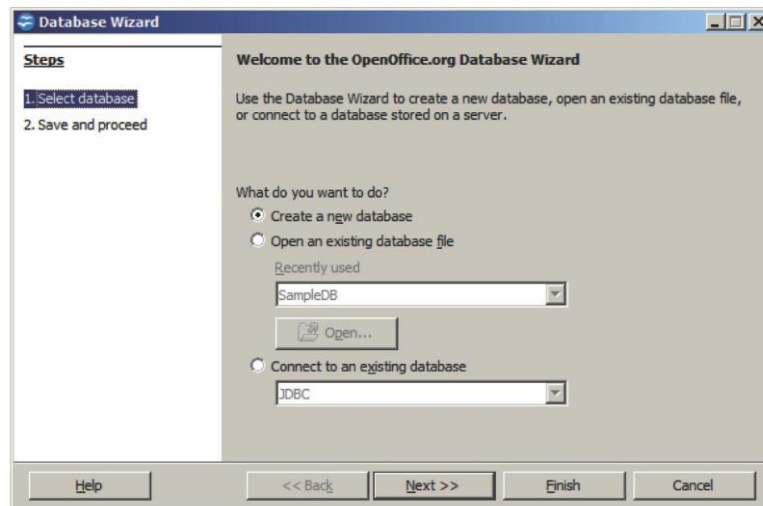 Database Wizard
Steps
1. Select database
2. Save and proceed
Welcome to the OpenOffice.org Database Wizard
Use the Database Wizard to create a new database, open an existing database file,
or connect to a database stored on a server.
What do you want to do?
Create a new database
Open an existing database file
Recently used
SampleDB
Open...
Connect to an existing database
JDBC
Help
<< Back
Next >>
Finish
Cancel